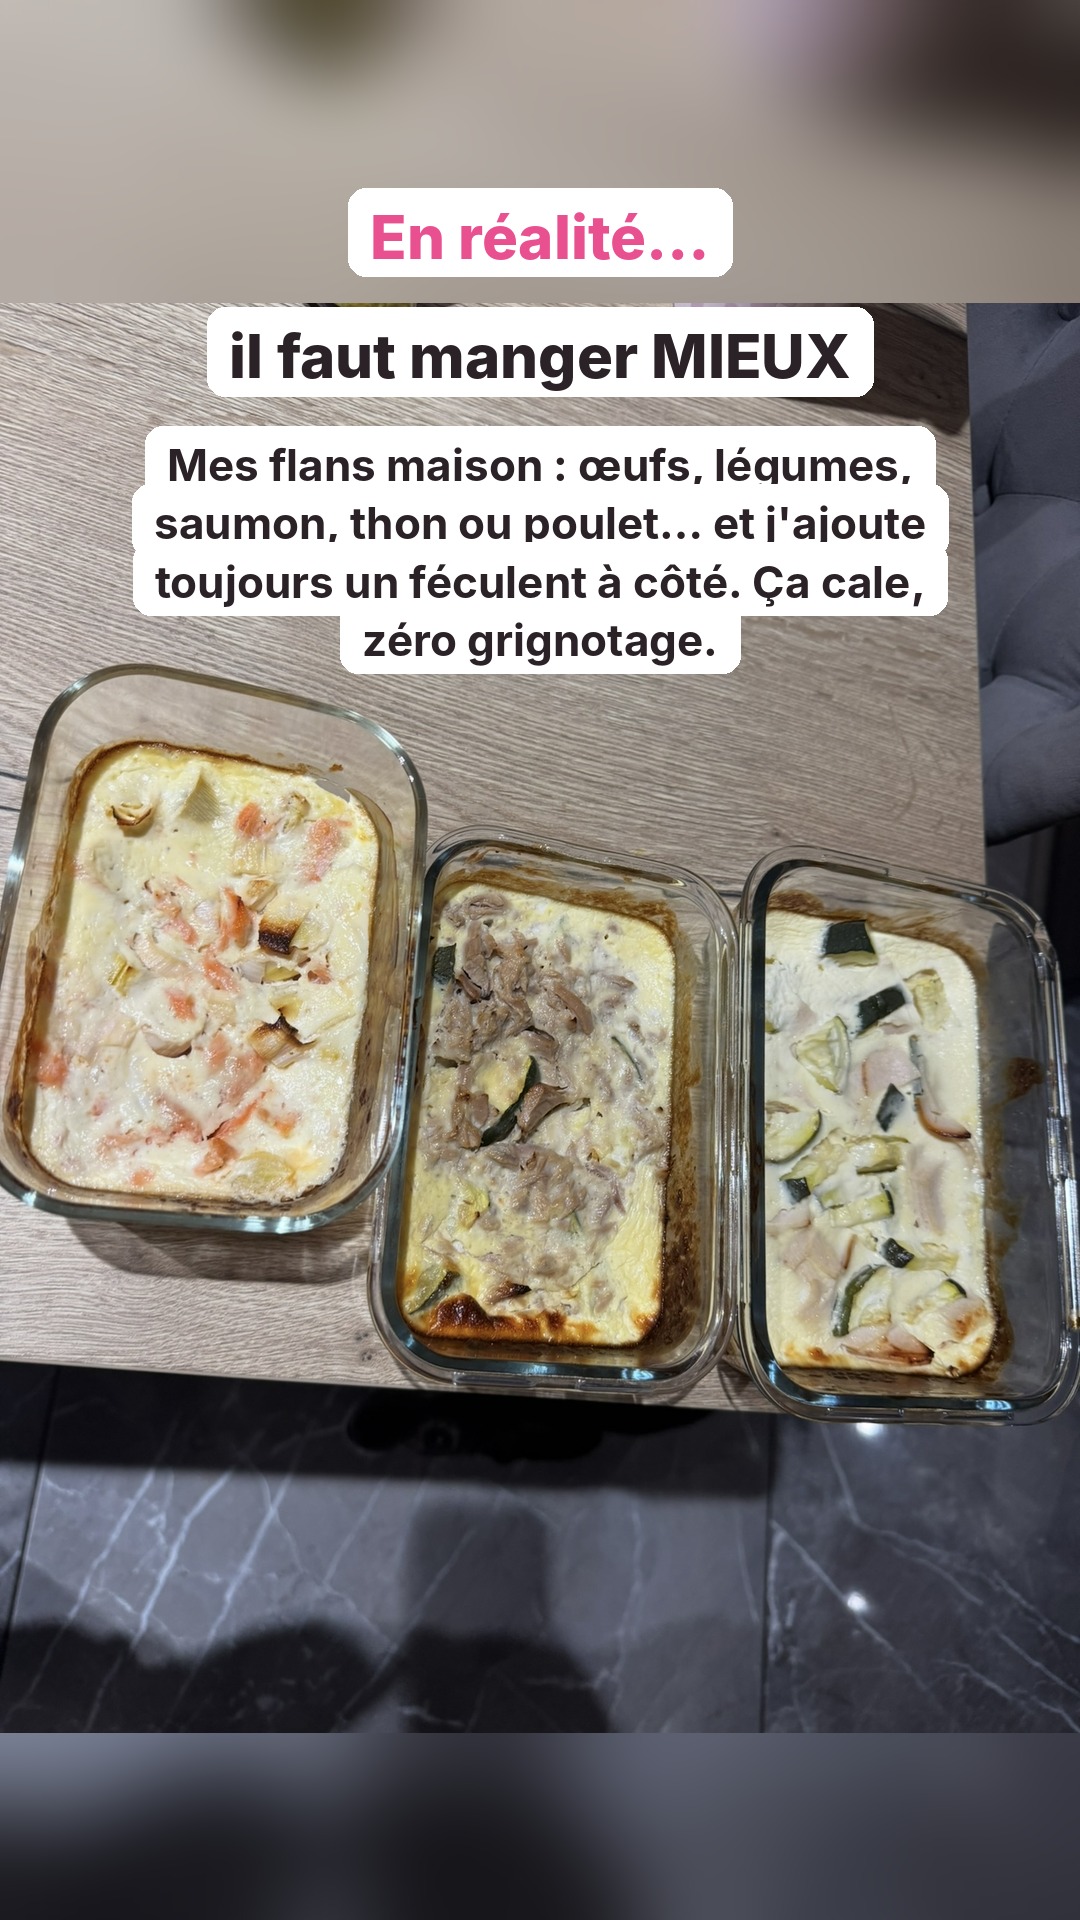 En réalité...
il faut manger MIEUX
Mes flans maison : œufs, légumes,
saumon, thon ou poulet... et j'ajoute
toujours un féculent à côté. Ça cale,
zéro grignotage.